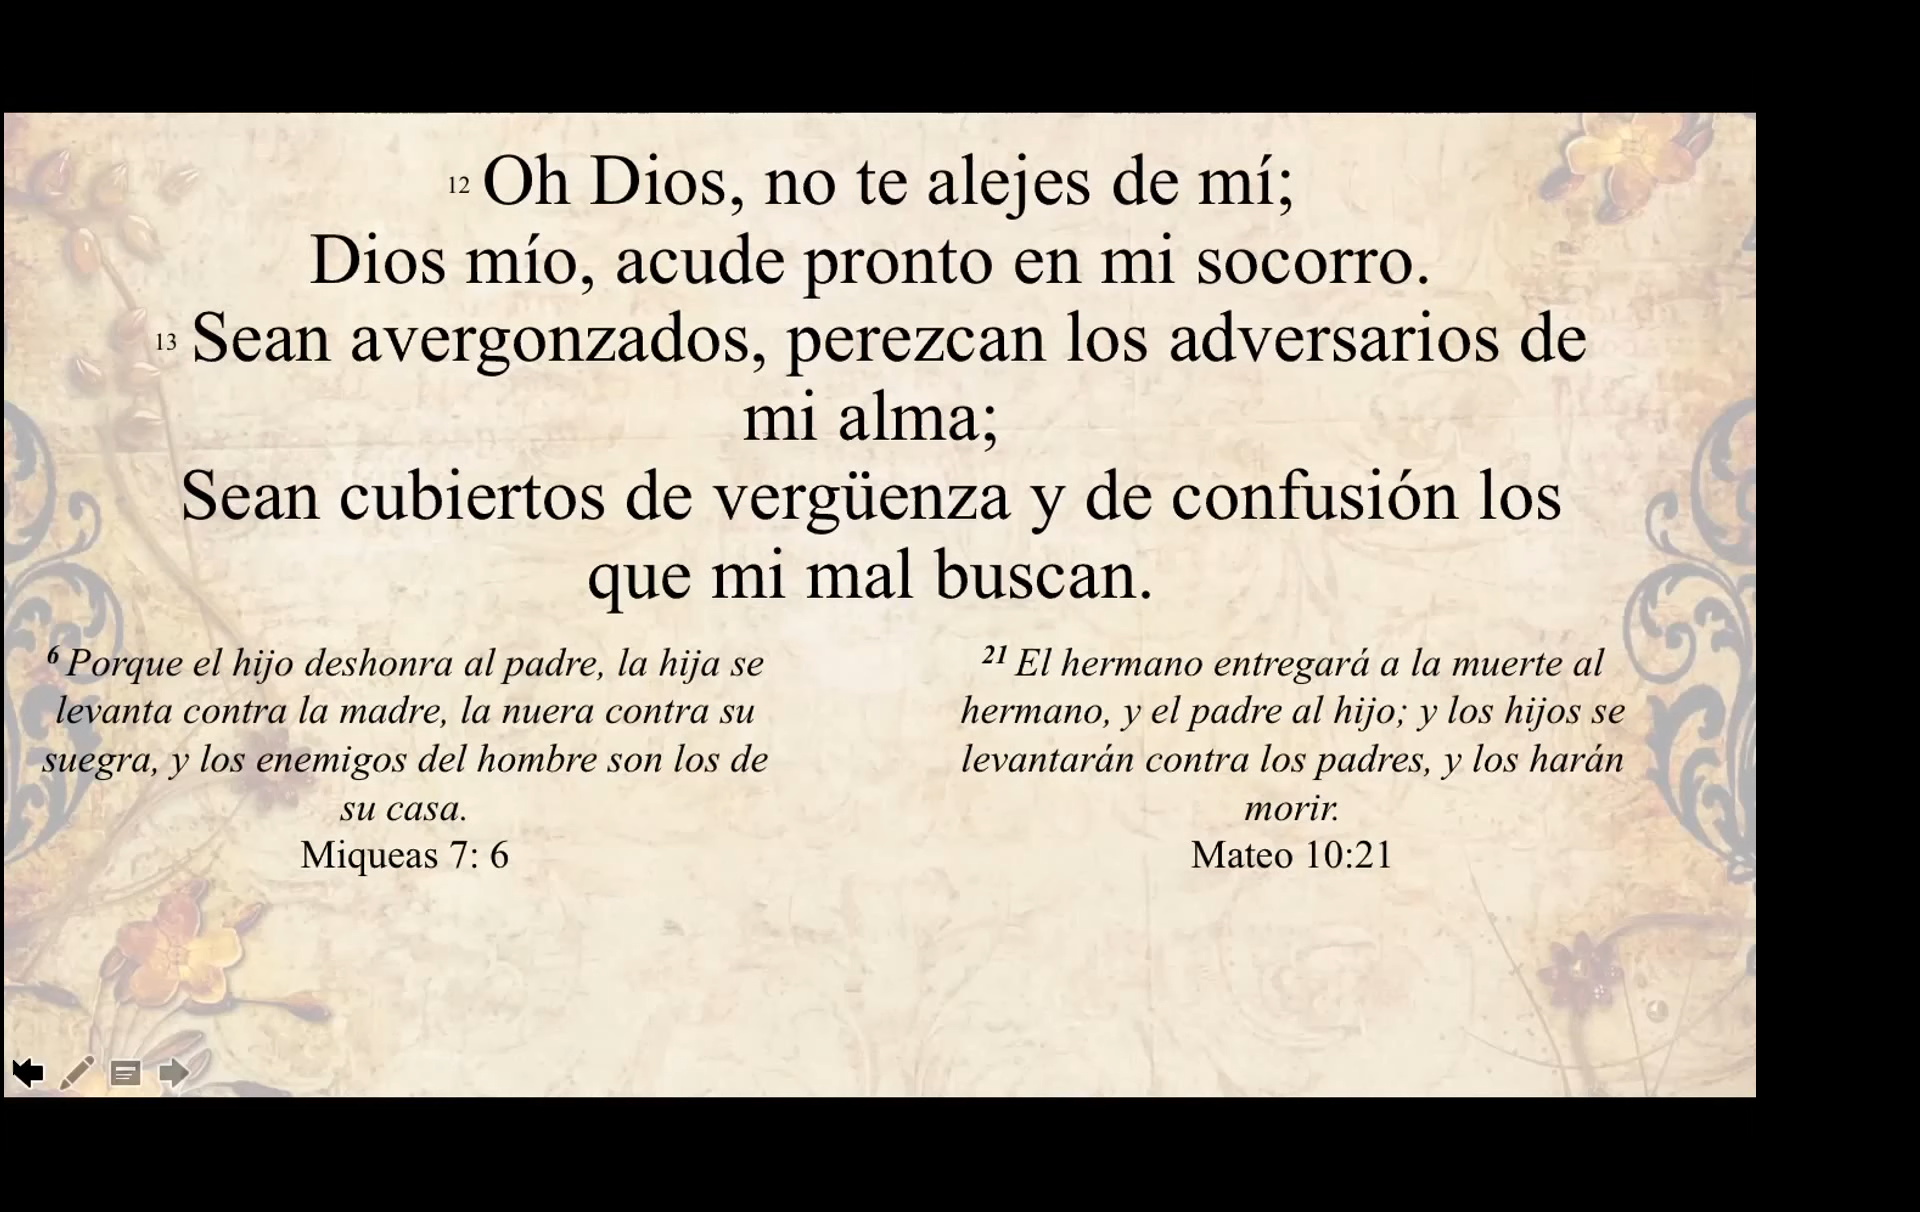 12 Oh Dios, no te alejes de mí;
Dios mío, acude pronto en mi socorro.
13 Sean avergonzados, perezcan los adversarios de
mi alma;
Sean cubiertos de vergüenza y de confusión los
que mi mal buscan.
6 Porque el hijo deshonra al padre, la hija se
levanta contra la madre, la nuera contra su
suegra, y los enemigos del hombre son los de
su casa.
Miqueas 7: 6
21 El hermano entregará a la muerte al
hermano, y el padre al hijo; y los hijos se
levantarán contra los padres, y los harán
morir.
Mateo 10:21